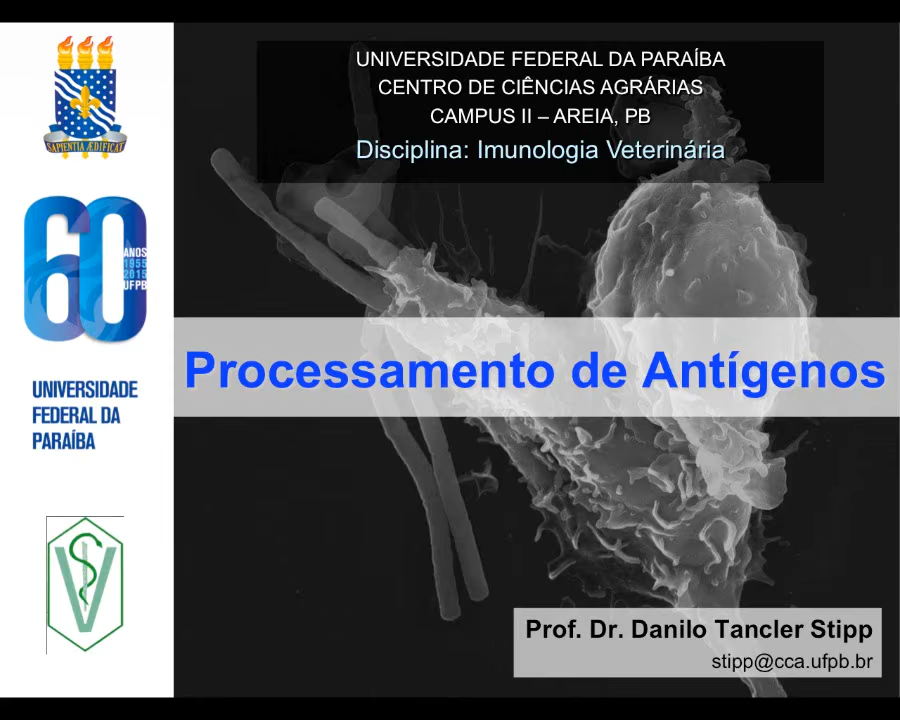 UNIVERSIDADE FEDERAL DA PARAÍBA
CENTRO DE CIÊNCIAS AGRÁRIAS
CAMPUS II – AREIA, PB
Disciplina: Imunologia Veterinária
SAPIENTIA ÆDIFICAT
60
ANOS
1955
2015
UFPB
UNIVERSIDADE
FEDERAL DA
PARAÍBA
V
Processamento de Antígenos
Prof. Dr. Danilo Tancler Stipp
stipp@cca.ufpb.br